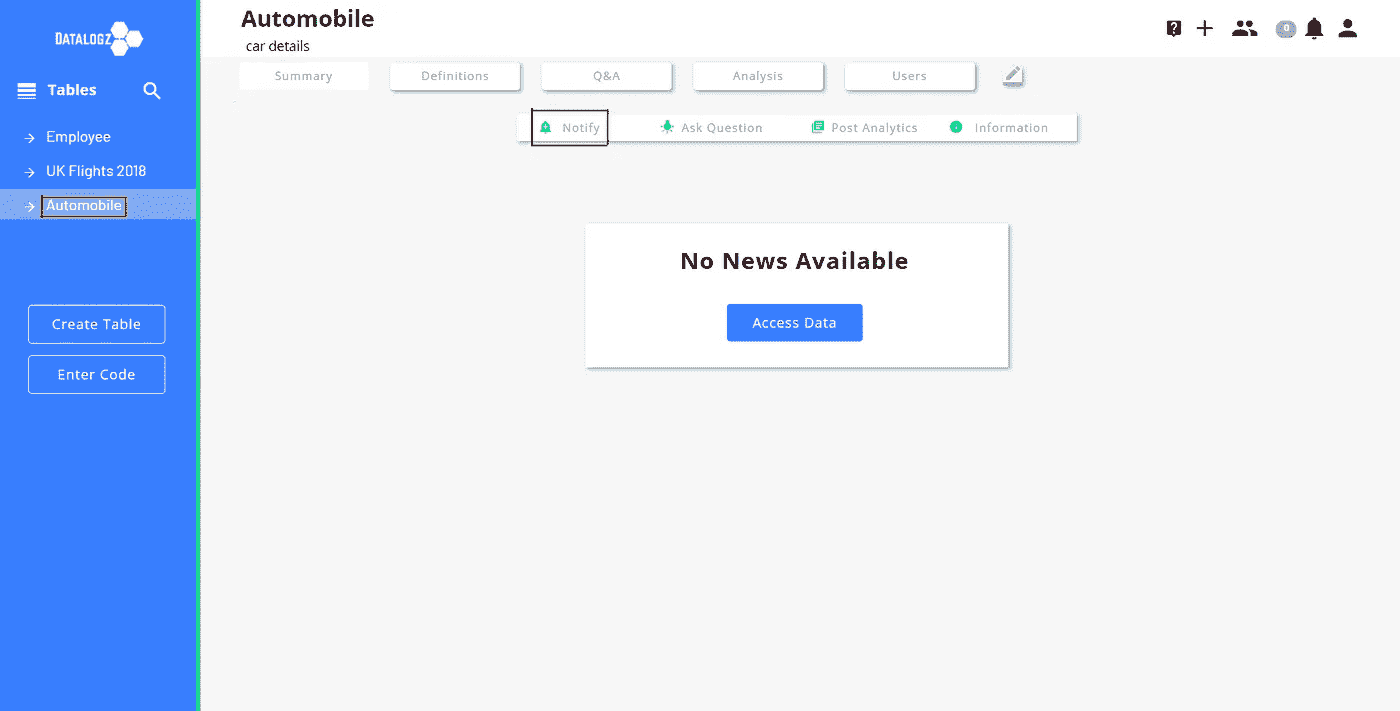 DATALOGZ
Tables
Employee
UK Flights 2018
Automobile
Create Table
Enter Code
Automobile
car details
Summary
Definitions
Q&A
Analysis
Users
Notify
Ask Question
Post Analytics
Information
No News Available
Access Data